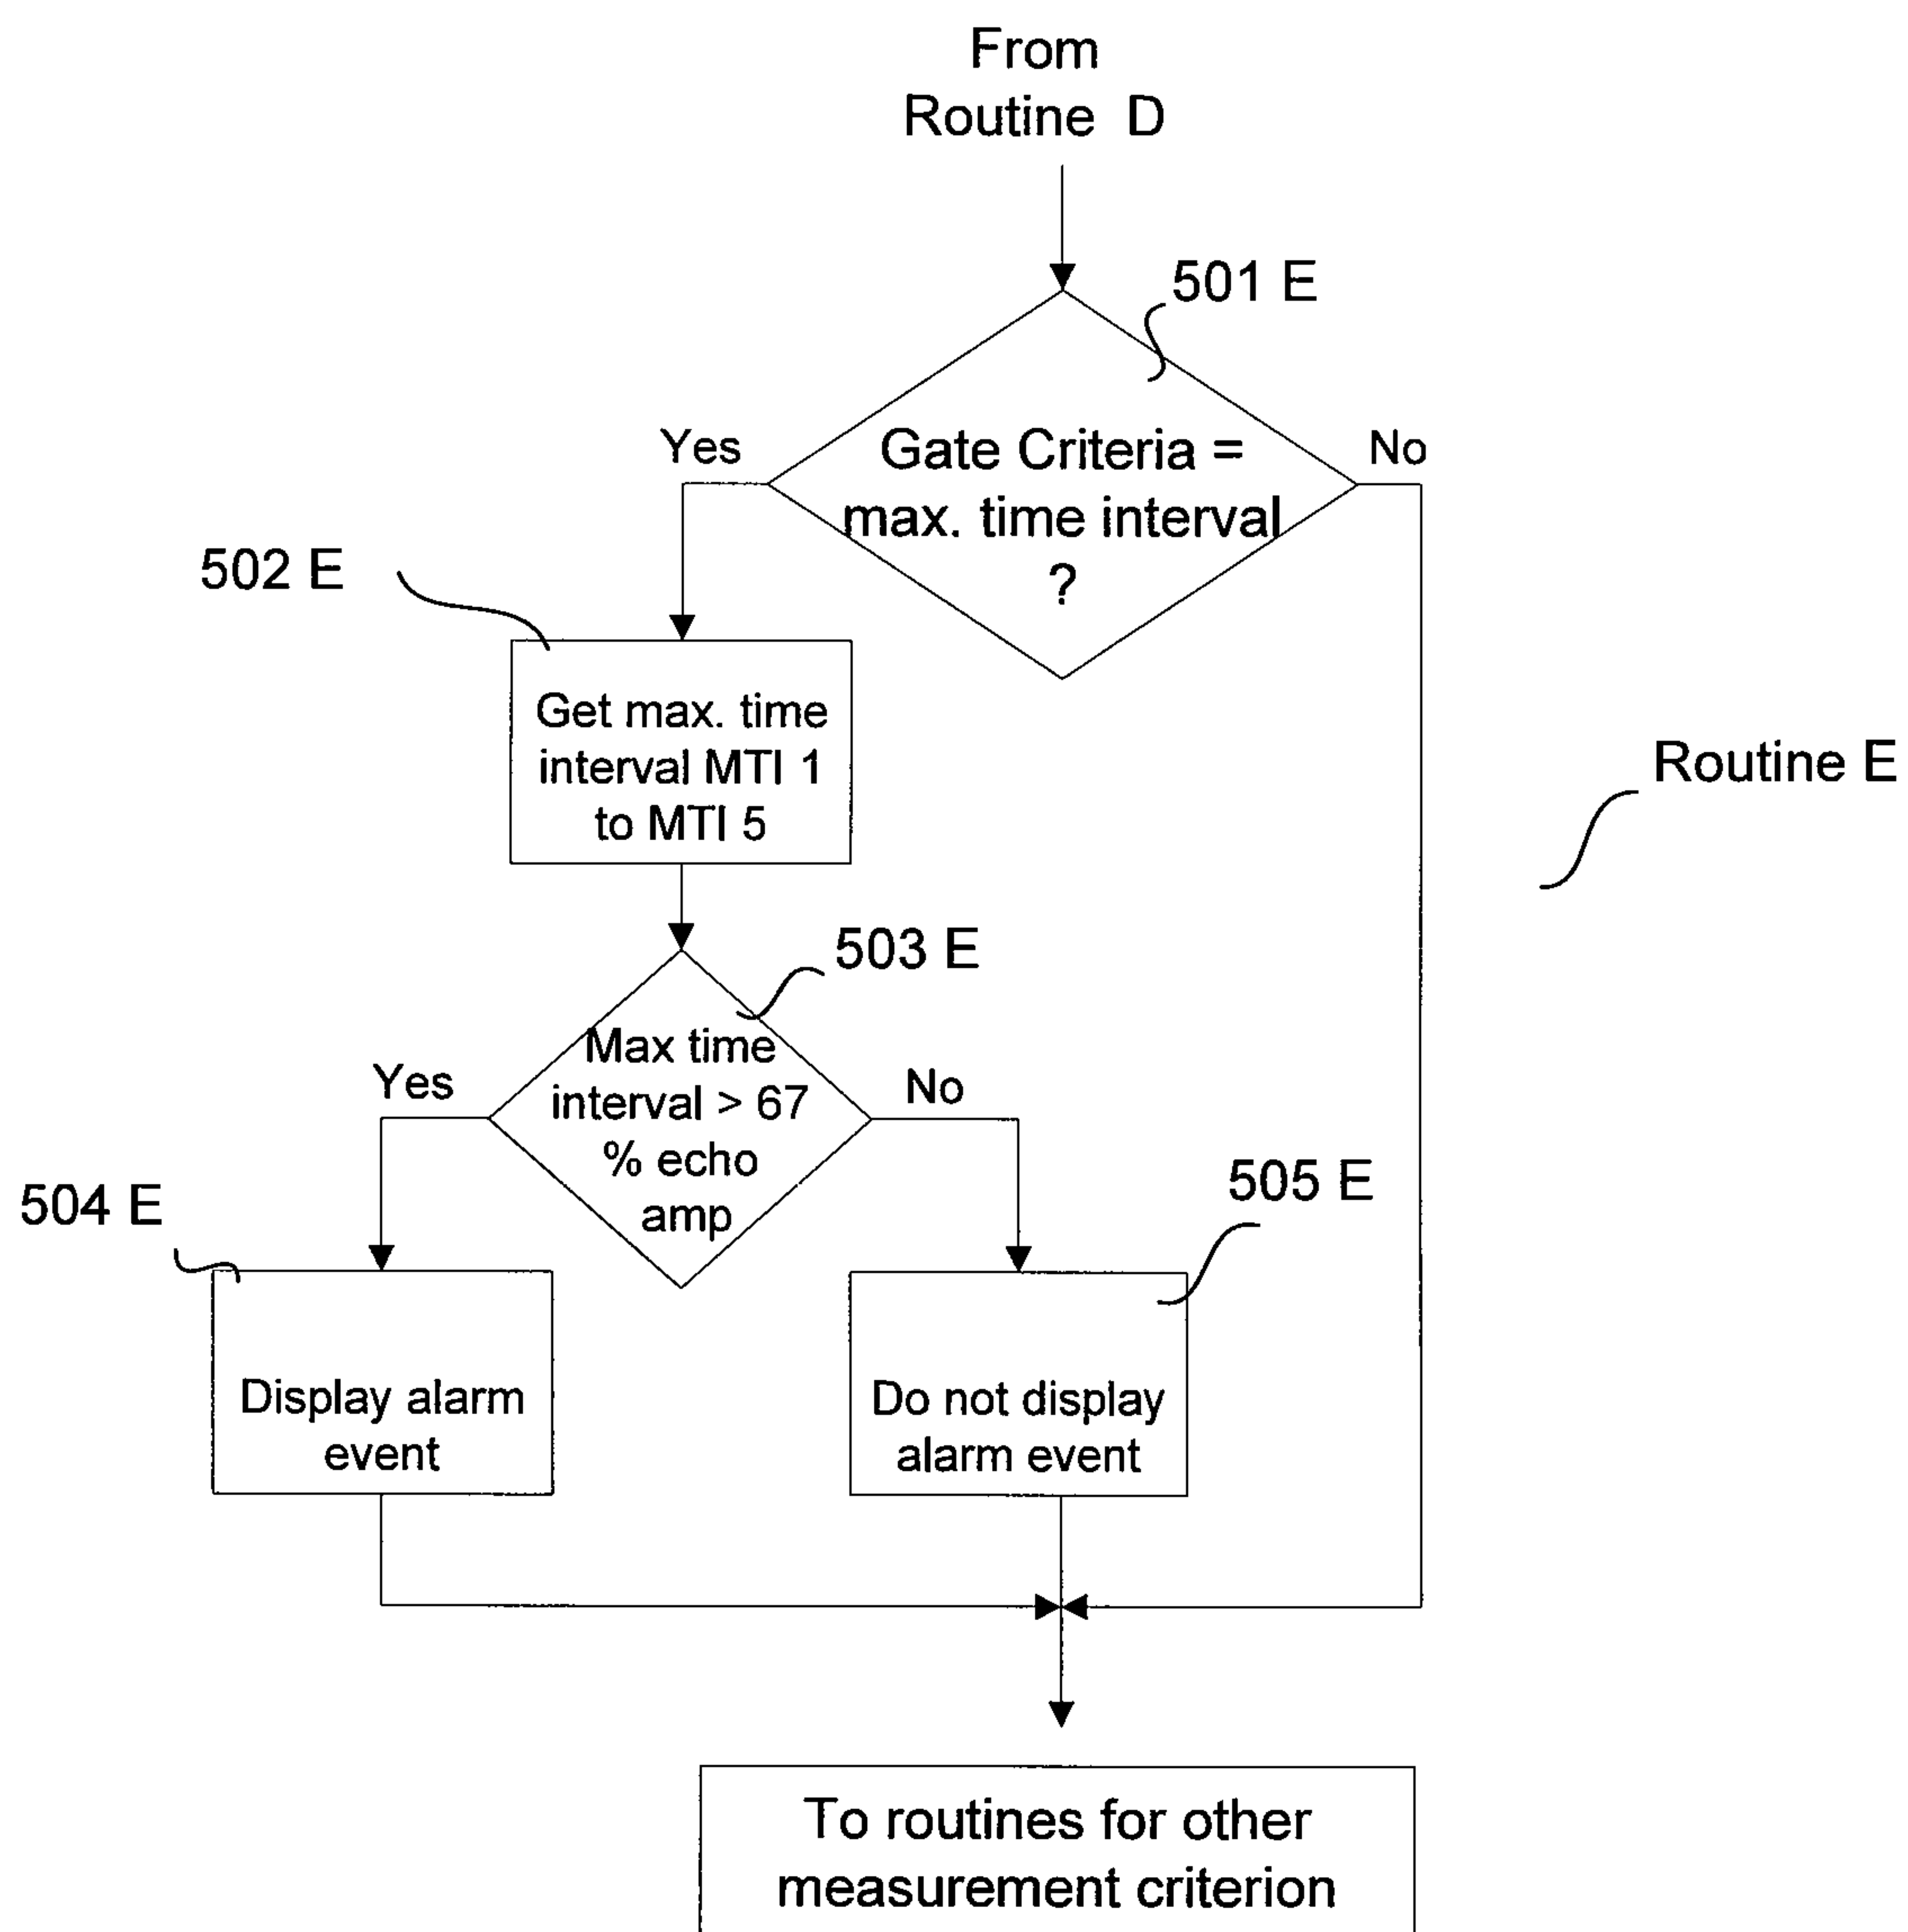 From
Routine D
501 E
Yes
Gate Criteria =
max. time interval
?
No
502 E
Get max. time
interval MTI 1
to MTI 5
Routine E
503 E
Max time
interval > 67
% echo
amp
Yes
No
504 E
505 E
Display alarm
event
Do not display
alarm event
To routines for other
measurement criterion